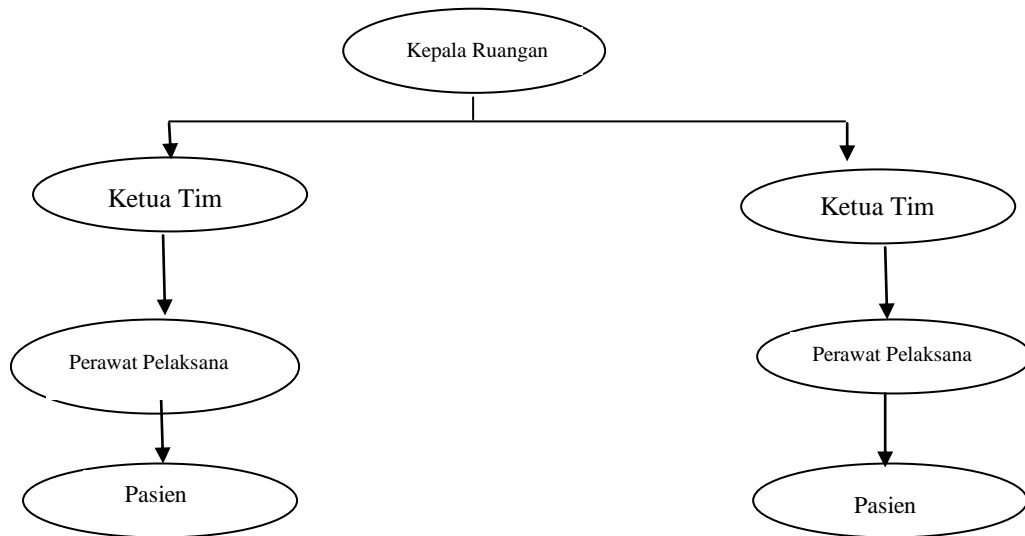 Kepala Ruangan
Ketua Tim
Ketua Tim
Perawat Pelaksana
Perawat Pelaksana
Pasien
Pasien